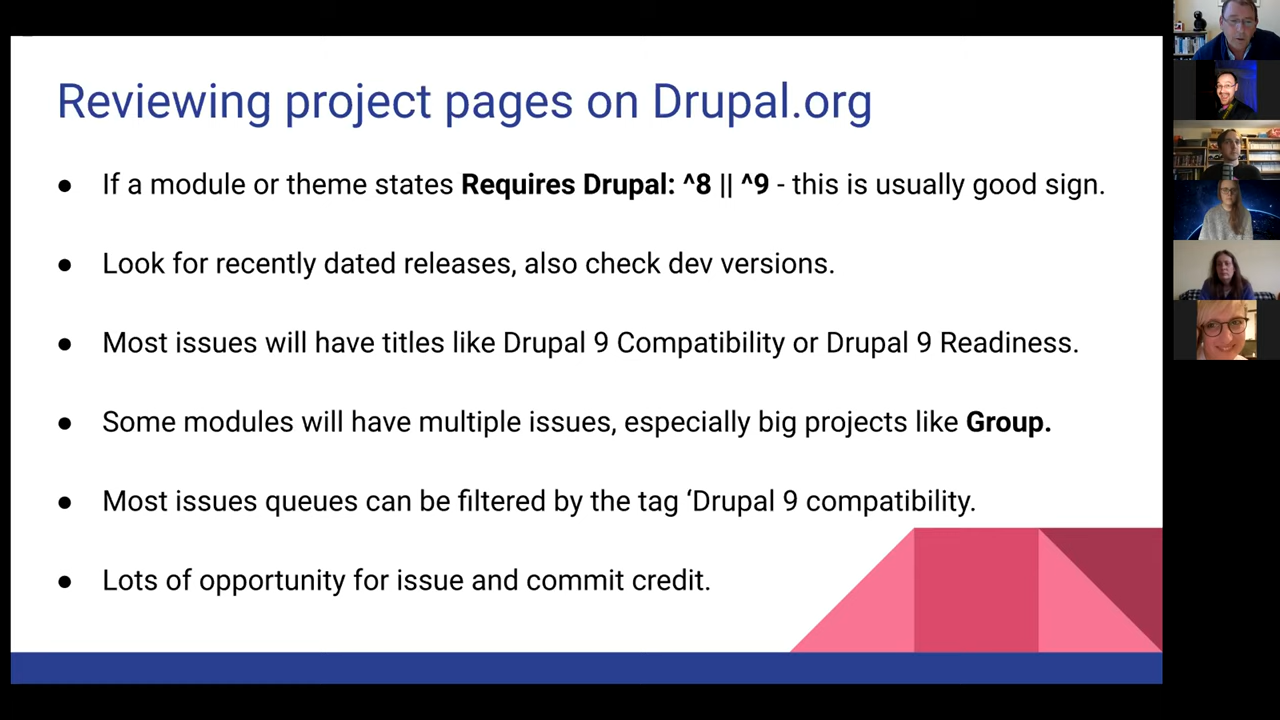 Reviewing project pages on Drupal.org
● If a module or theme states Requires Drupal: ^8 || ^9 - this is usually good sign.
● Look for recently dated releases, also check dev versions.
● Most issues will have titles like Drupal 9 Compatibility or Drupal 9 Readiness.
● Some modules will have multiple issues, especially big projects like Group.
● Most issues queues can be filtered by the tag ‘Drupal 9 compatibility.
● Lots of opportunity for issue and commit credit.